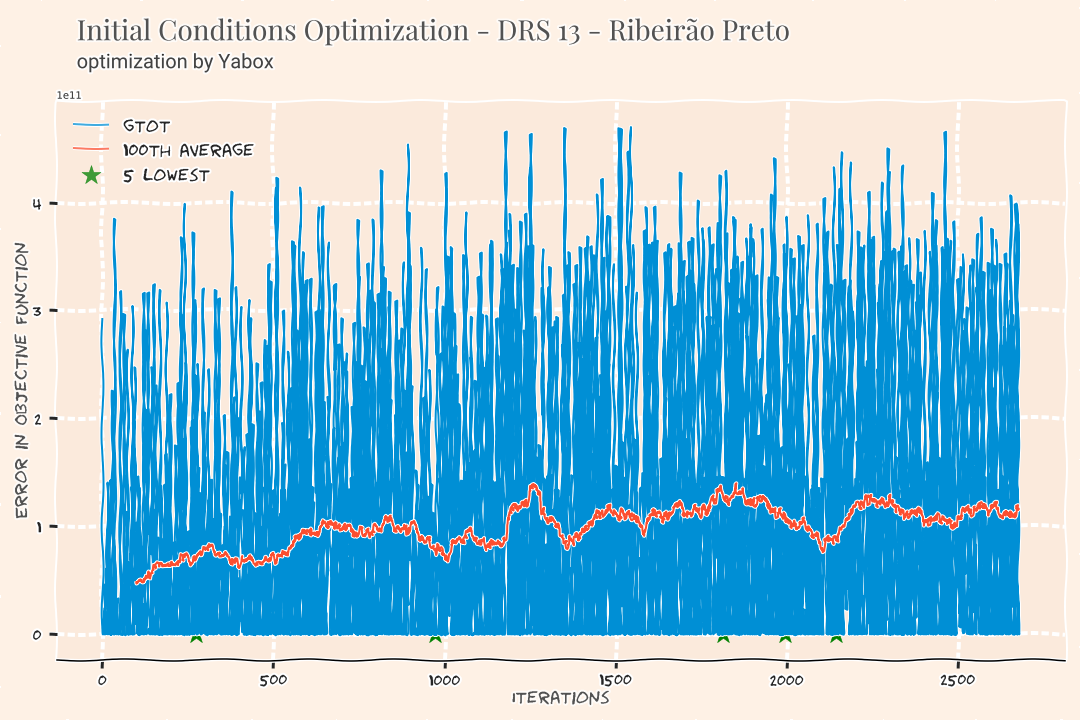 Initial Conditions Optimization - DRS 13 - Ribeirão Preto
optimization by Yabox
1e11
GTOT
100TH AVERAGE
5 LOWEST
4
3
2
1
0
ERROR IN OBJECTIVE FUNCTION
0 500 1000 1500 2000 2500
ITERATIONS